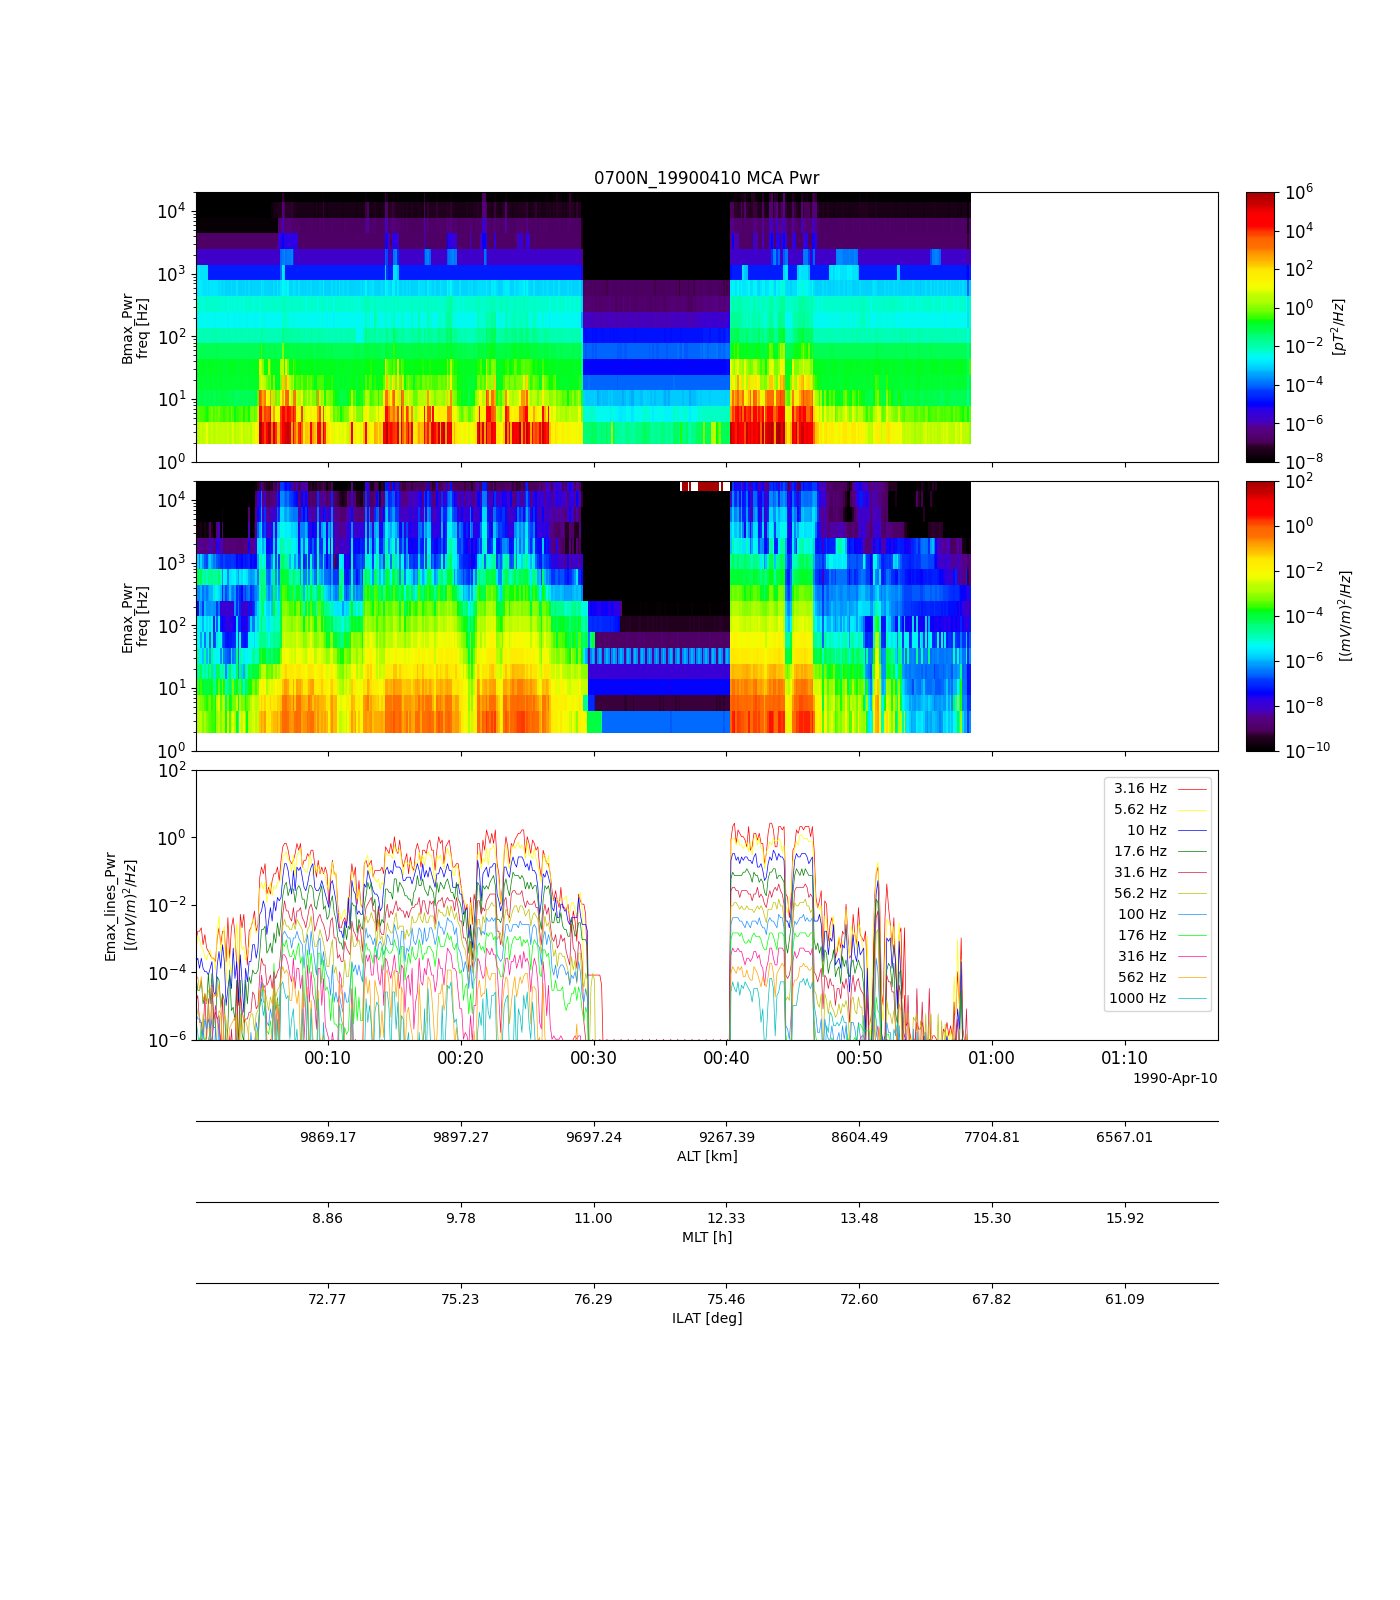 0700N_19900410 MCA Pwr
10^4
10^3
10^2
10^1
10^0
Bmax_Pwr
freq [Hz]
10^6
10^4
10^2
10^0
10^-2
10^-4
10^-6
10^-8
[pT^2/Hz]
10^4
10^3
10^2
10^1
10^0
Emax_Pwr
freq [Hz]
10^2
10^0
10^-2
10^-4
10^-6
10^-8
10^-10
[(mV/m)^2/Hz]
10^2
10^0
10^-2
10^-4
10^-6
Emax_lines_Pwr
[(mV/m)^2/Hz]
3.16 Hz
5.62 Hz
10 Hz
17.6 Hz
31.6 Hz
56.2 Hz
100 Hz
176 Hz
316 Hz
562 Hz
1000 Hz
00:10 00:20 00:30 00:40 00:50 01:00 01:10
1990-Apr-10
9869.17 9897.27 9697.24 9267.39 8604.49 7704.81 6567.01
ALT [km]
8.86 9.78 11.00 12.33 13.48 15.30 15.92
MLT [h]
72.77 75.23 76.29 75.46 72.60 67.82 61.09
ILAT [deg]